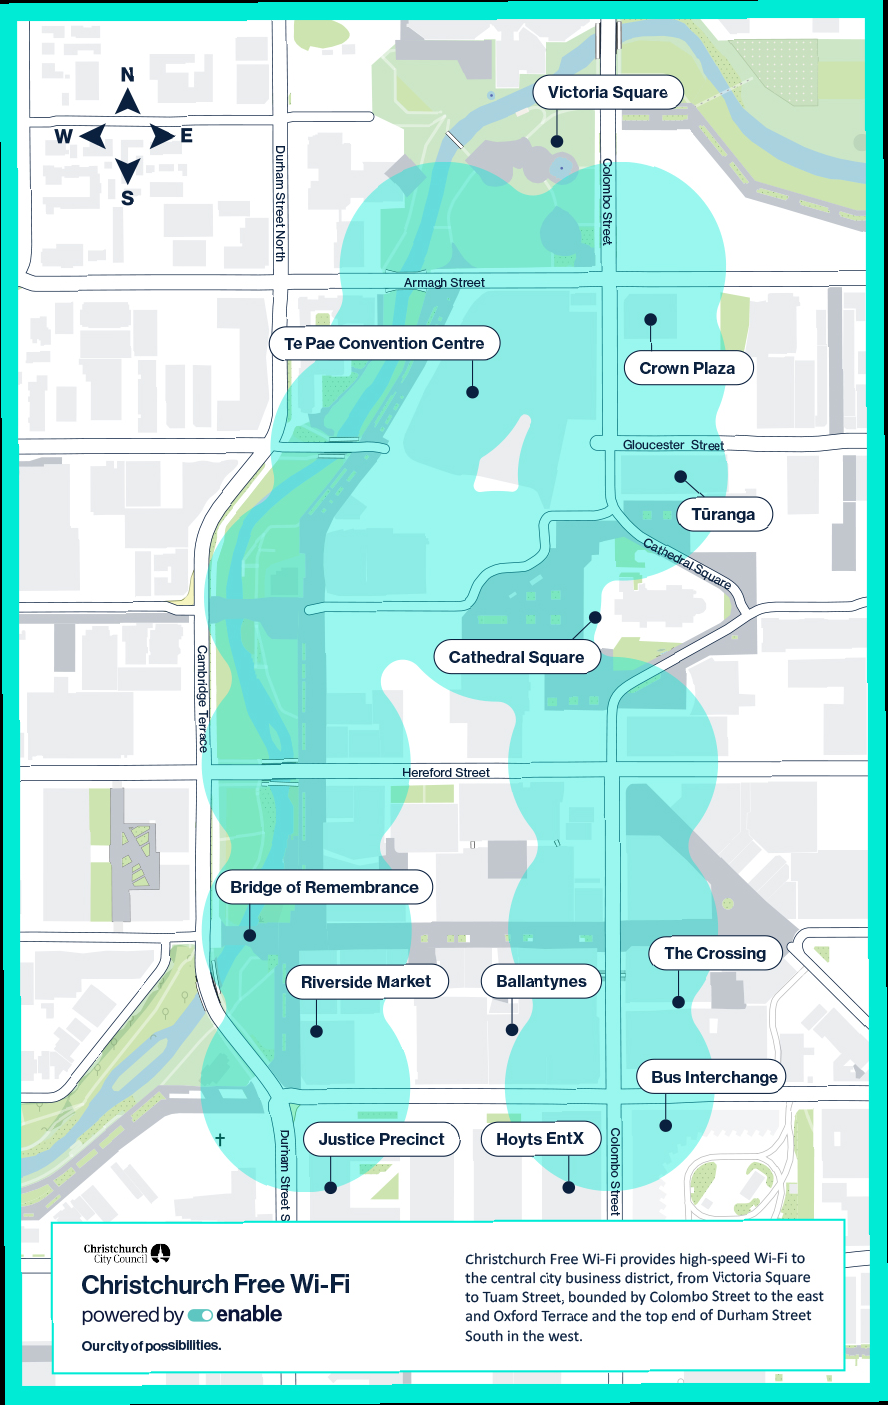 N
W E
S
Victoria Square
Durham Street North
Colombo Street
Armagh Street
Te Pae Convention Centre
Crown Plaza
Gloucester Street
Tūranga
Cathedral Square
Cathedral Square
Cambridge Terrace
Hereford Street
Bridge of Remembrance
The Crossing
Riverside Market
Ballantynes
Bus Interchange
Justice Precinct
Hoyts EntX
Durham Street S
Colombo Street
Christchurch
City Council
Christchurch Free Wi-Fi
powered by enable
Our city of possibilities.
Christchurch Free Wi-Fi provides high-speed Wi-Fi to
the central city business district, from Victoria Square
to Tuam Street, bounded by Colombo Street to the east
and Oxford Terrace and the top end of Durham Street
South in the west.